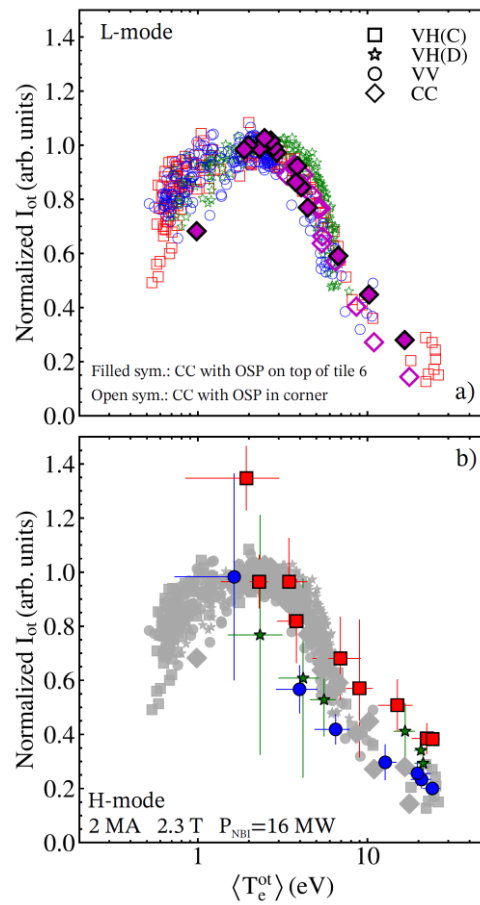 L-mode
VH(C)
VH(D)
VV
CC
1.4
1.2
1.0
0.8
0.6
0.4
0.2
0.0
Normalized I_ot (arb. units)
Filled sym.: CC with OSP on top of tile 6
Open sym.: CC with OSP in corner
a)
b)
1.4
1.2
1.0
0.8
0.6
0.4
0.2
0.0
Normalized I_ot (arb. units)
H-mode
2 MA 2.3 T P_NBI=16 MW
1
10
⟨T_e^ot⟩ (eV)